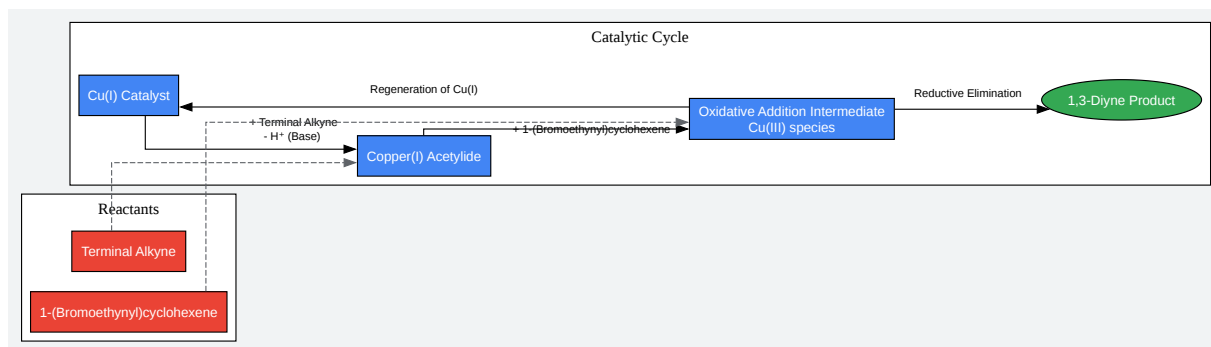 Catalytic Cycle
Cu(I) Catalyst
Regeneration of Cu(I)
Oxidative Addition Intermediate
Cu(III) species
Reductive Elimination
1,3-Diyne Product
+ Terminal Alkyne
- H⁺ (Base)
+ 1-(Bromoethynyl)cyclohexene
Copper(I) Acetylide
Reactants
Terminal Alkyne
1-(Bromoethynyl)cyclohexene